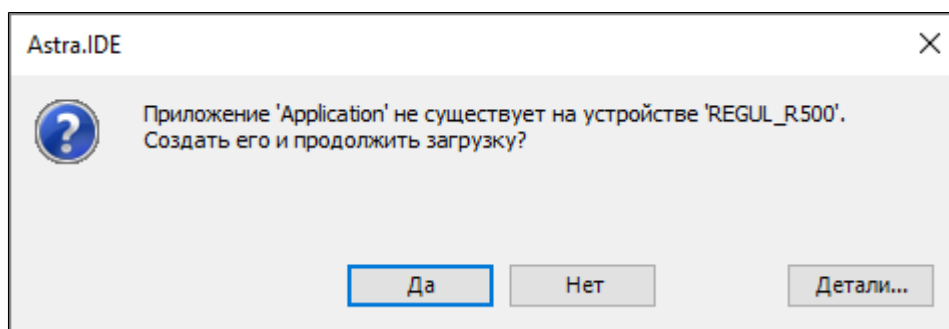 Astra.IDE
Приложение 'Application' не существует на устройстве 'REGUL_R500'.
Создать его и продолжить загрузку?
Да
Нет
Детали...